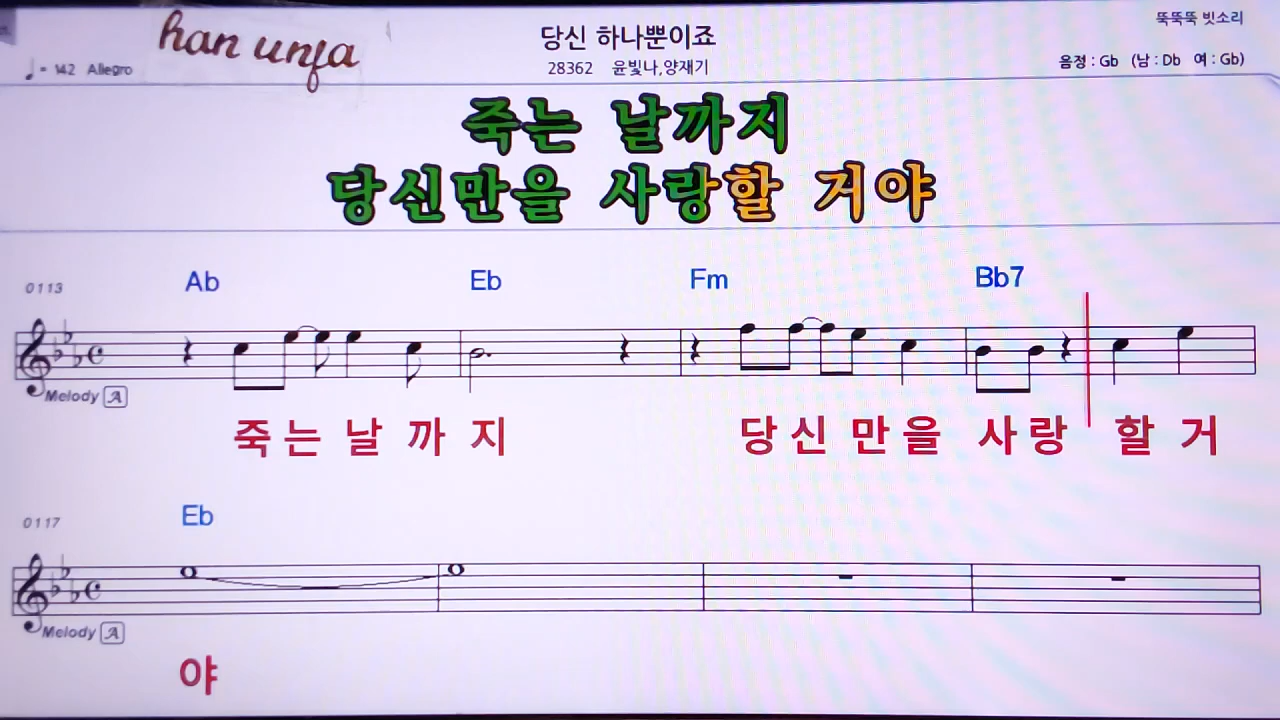 뚝뚝뚝 빗소리
han unfa
당신 하나뿐이죠
♩= 142 Allegro
28362 윤빛나,양재기
음정 : Gb (남 : Db 여 : Gb)
죽는 날까지
당신만을 사랑할 거야
0113 Ab Eb Fm Bb7
Melody A
죽 는 날 까 지 당 신 만 을 사 랑 할 거
0117 Eb
Melody A
야